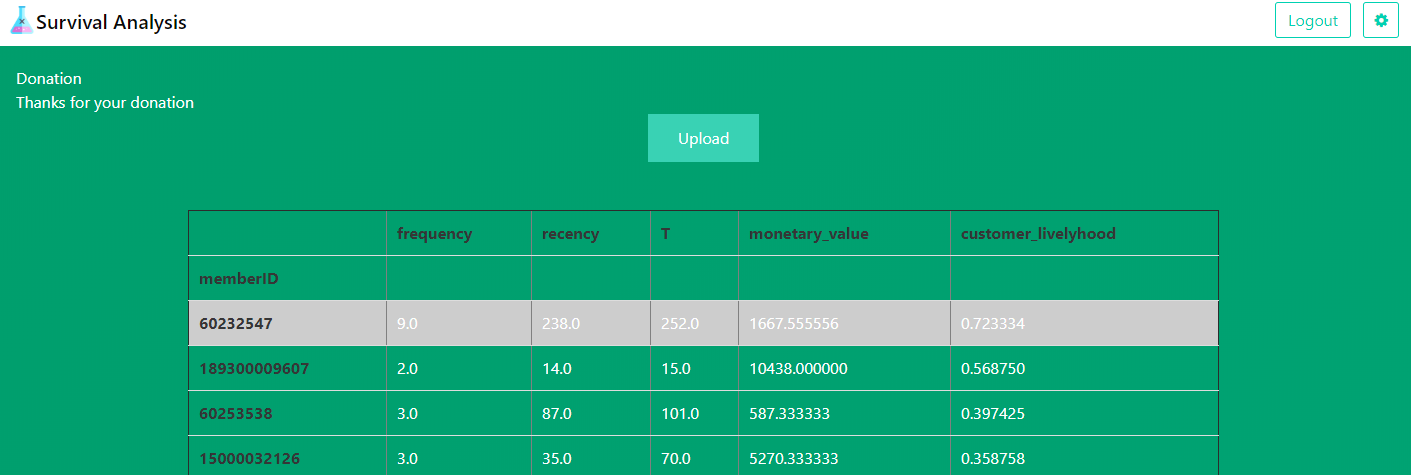 Survival Analysis
Logout
Donation
Thanks for your donation
Upload
frequency recency T monetary_value customer_livelyhood
memberID
60232547 9.0 238.0 252.0 1667.555556 0.723334
189300009607 2.0 14.0 15.0 10438.000000 0.568750
60253538 3.0 87.0 101.0 587.333333 0.397425
15000032126 3.0 35.0 70.0 5270.333333 0.358758